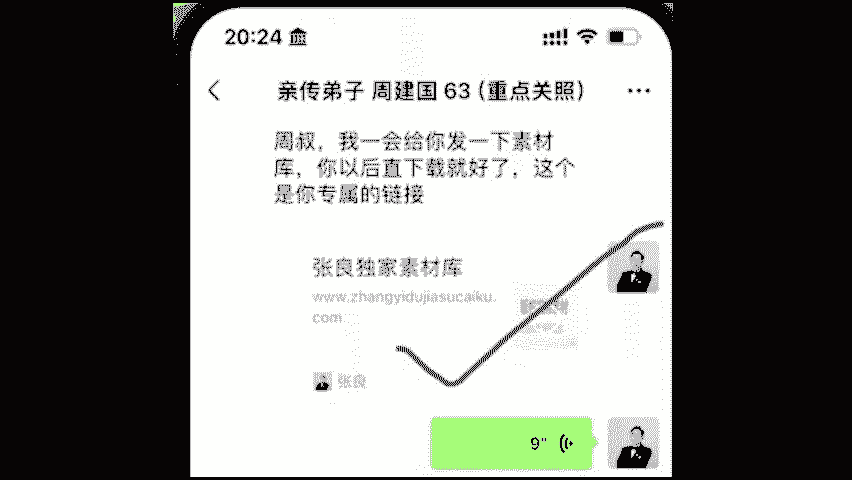 20:24
亲传弟子 周建国 63（重点关照）
周叔，我一会给你发一下素材
库，你以后直下载就好了，这个
是你专属的链接
张良独家素材库
www.zhangyidujiasucaiku.
com
张良
9"